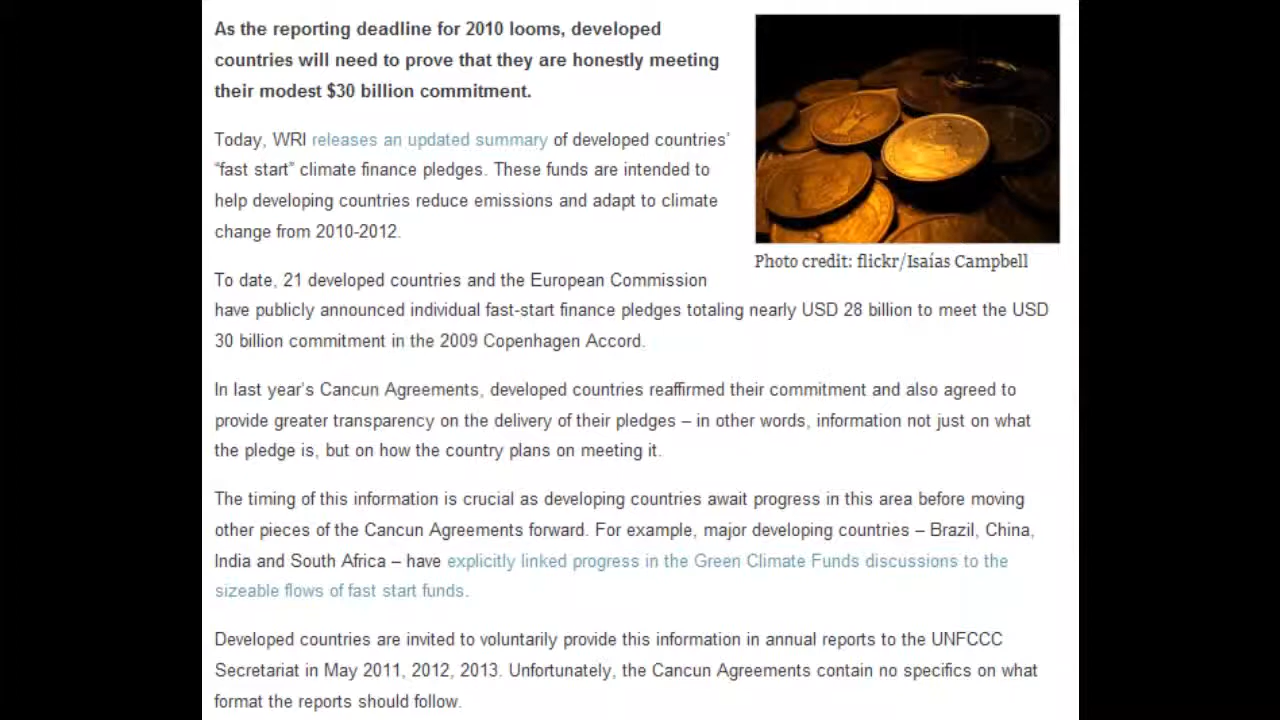 As the reporting deadline for 2010 looms, developed
countries will need to prove that they are honestly meeting
their modest $30 billion commitment.
Today, WRI releases an updated summary of developed countries’
“fast start” climate finance pledges. These funds are intended to
help developing countries reduce emissions and adapt to climate
change from 2010-2012.
Photo credit: flickr/Isaías Campbell
To date, 21 developed countries and the European Commission
have publicly announced individual fast-start finance pledges totaling nearly USD 28 billion to meet the USD
30 billion commitment in the 2009 Copenhagen Accord.
In last year’s Cancun Agreements, developed countries reaffirmed their commitment and also agreed to
provide greater transparency on the delivery of their pledges – in other words, information not just on what
the pledge is, but on how the country plans on meeting it.
The timing of this information is crucial as developing countries await progress in this area before moving
other pieces of the Cancun Agreements forward. For example, major developing countries – Brazil, China,
India and South Africa – have explicitly linked progress in the Green Climate Funds discussions to the
sizeable flows of fast start funds.
Developed countries are invited to voluntarily provide this information in annual reports to the UNFCCC
Secretariat in May 2011, 2012, 2013. Unfortunately, the Cancun Agreements contain no specifics on what
format the reports should follow.